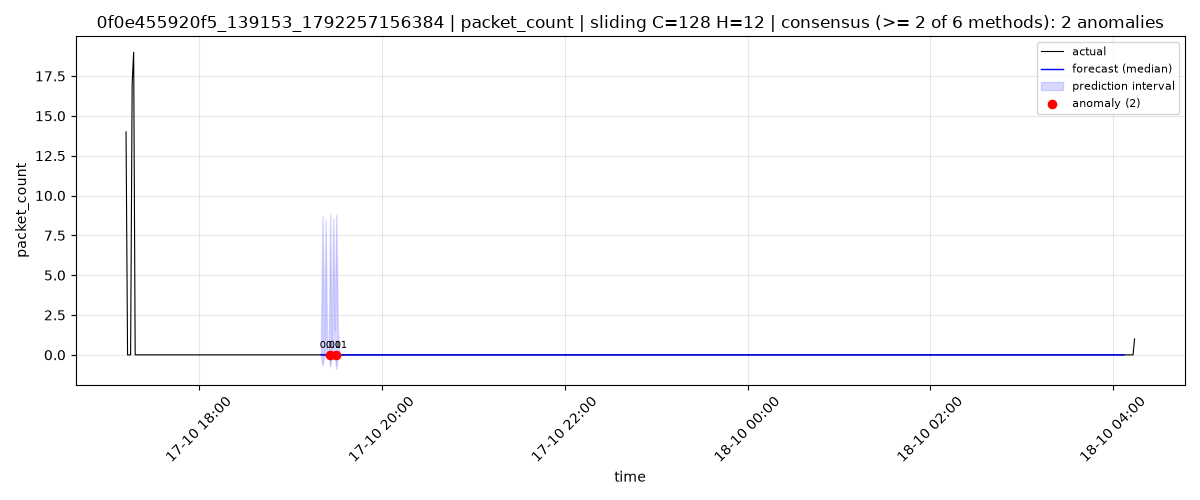 0f0e455920f5_139153_1792257156384 | packet_count | sliding C=128 H=12 | consensus (>= 2 of 6 methods): 2 anomalies
actual
forecast (median)
prediction interval
anomaly (2)
17.5
15.0
12.5
10.0
7.5
5.0
2.5
0.0
packet_count
17-10 18:00
17-10 20:00
17-10 22:00
18-10 00:00
18-10 02:00
18-10 04:00
time